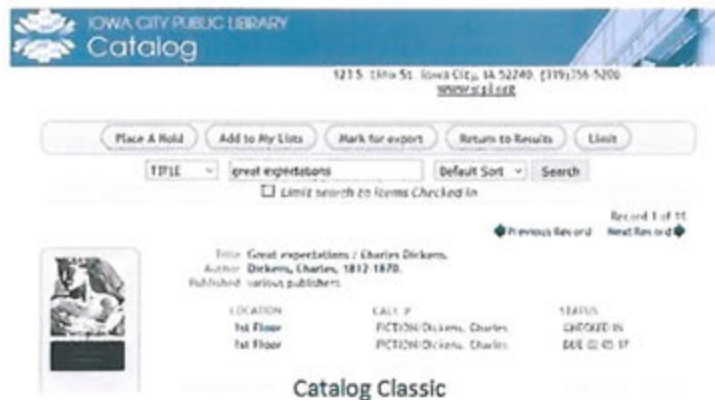 IOWA CITY PUBLIC LIBRARY
Catalog
123 S. Linn St. Iowa City, IA 52240. (319)356-5200
www.icpl.org
Place A Hold Add to My Lists Mark for export Return to Results Limit
TITLE great expectations Default Sort Search
Limit search to items Checked In
Record 1 of 
Previous Record Next Record
Title Great expectations / Charles Dickens.
Author Dickens, Charles, 1812-1870.
Published various publishers
LOCATION CALL # STATUS
1st Floor FICTION/Dickens, Charles CHECKED IN
1st Floor FICTION/Dickens, Charles DUE
Catalog Classic